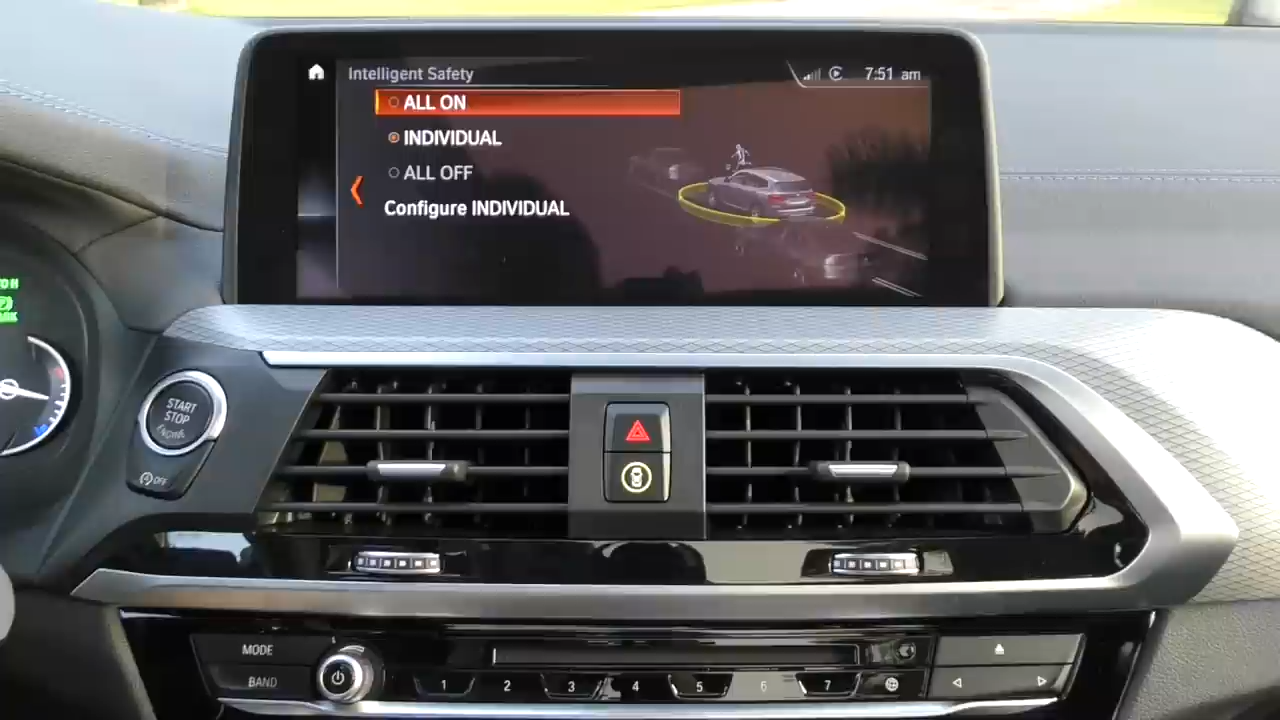 Intelligent Safety
7:51 am
ALL ON
INDIVIDUAL
ALL OFF
Configure INDIVIDUAL
START
STOP
ENGINE
OFF
MODE
BAND
1 2 3 4 5 6 7